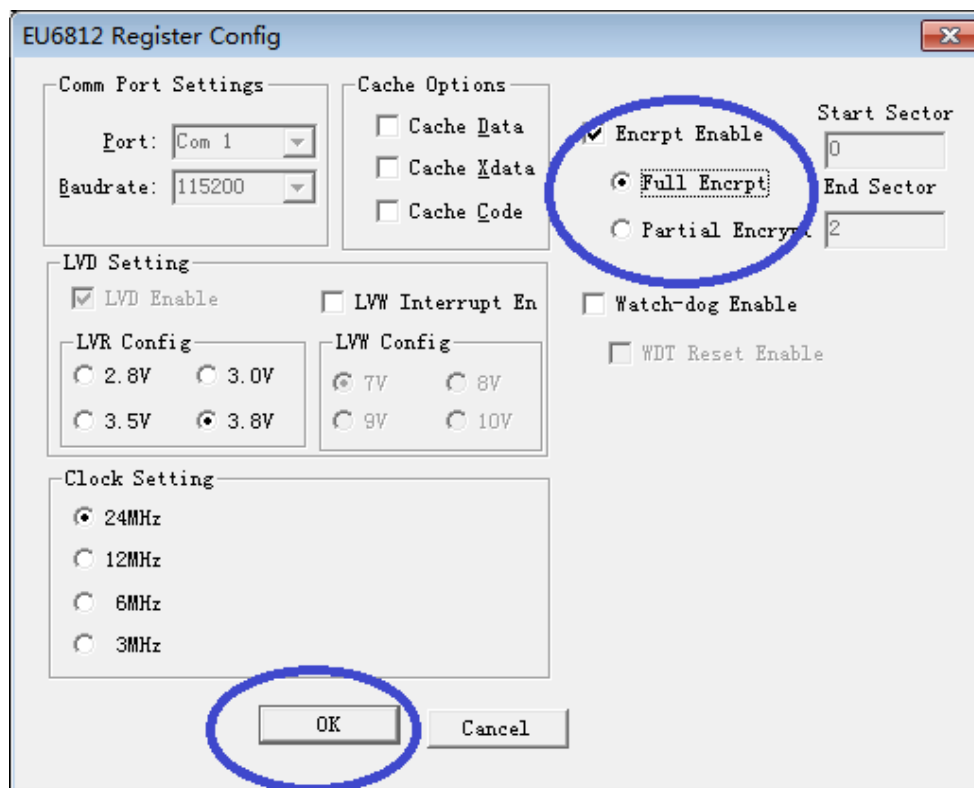 EU6812 Register Config
Comm Port Settings
Port: Com 1
Baudrate: 115200
Cache Options
Cache Data
Cache Xdata
Cache Code
Encrpt Enable
Full Encrpt
Partial Encrypt
Start Sector
0
End Sector
2
LVD Setting
LVD Enable
LVW Interrupt En
LVR Config
2.8V 3.0V
3.5V 3.8V
LVW Config
7V 8V
9V 10V
Watch-dog Enable
WDT Reset Enable
Clock Setting
24MHz
12MHz
6MHz
3MHz
OK Cancel